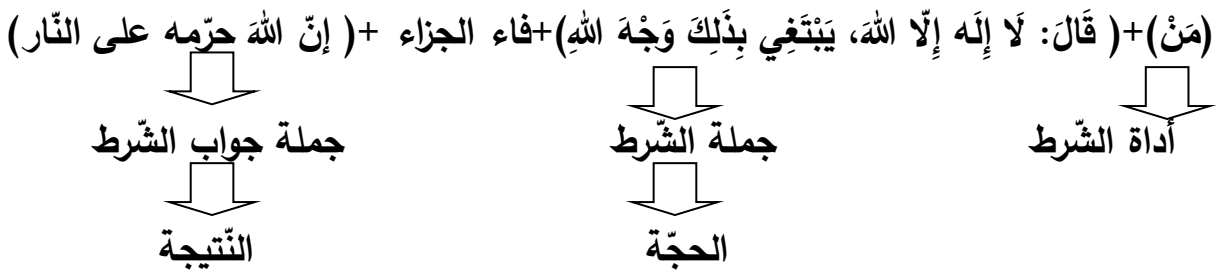 (مَنْ)+( قَالَ: لَا إِلَه إِلّا اللهَ، يَبْتَغِي بِذَلِكَ وَجْهَ اللهِ)+فاء الجزاء +( إنّ اللهَ حرّمه على النّار)
أداة الشّرط جملة الشّرط جملة جواب الشّرط
الحجّة النّتيجة